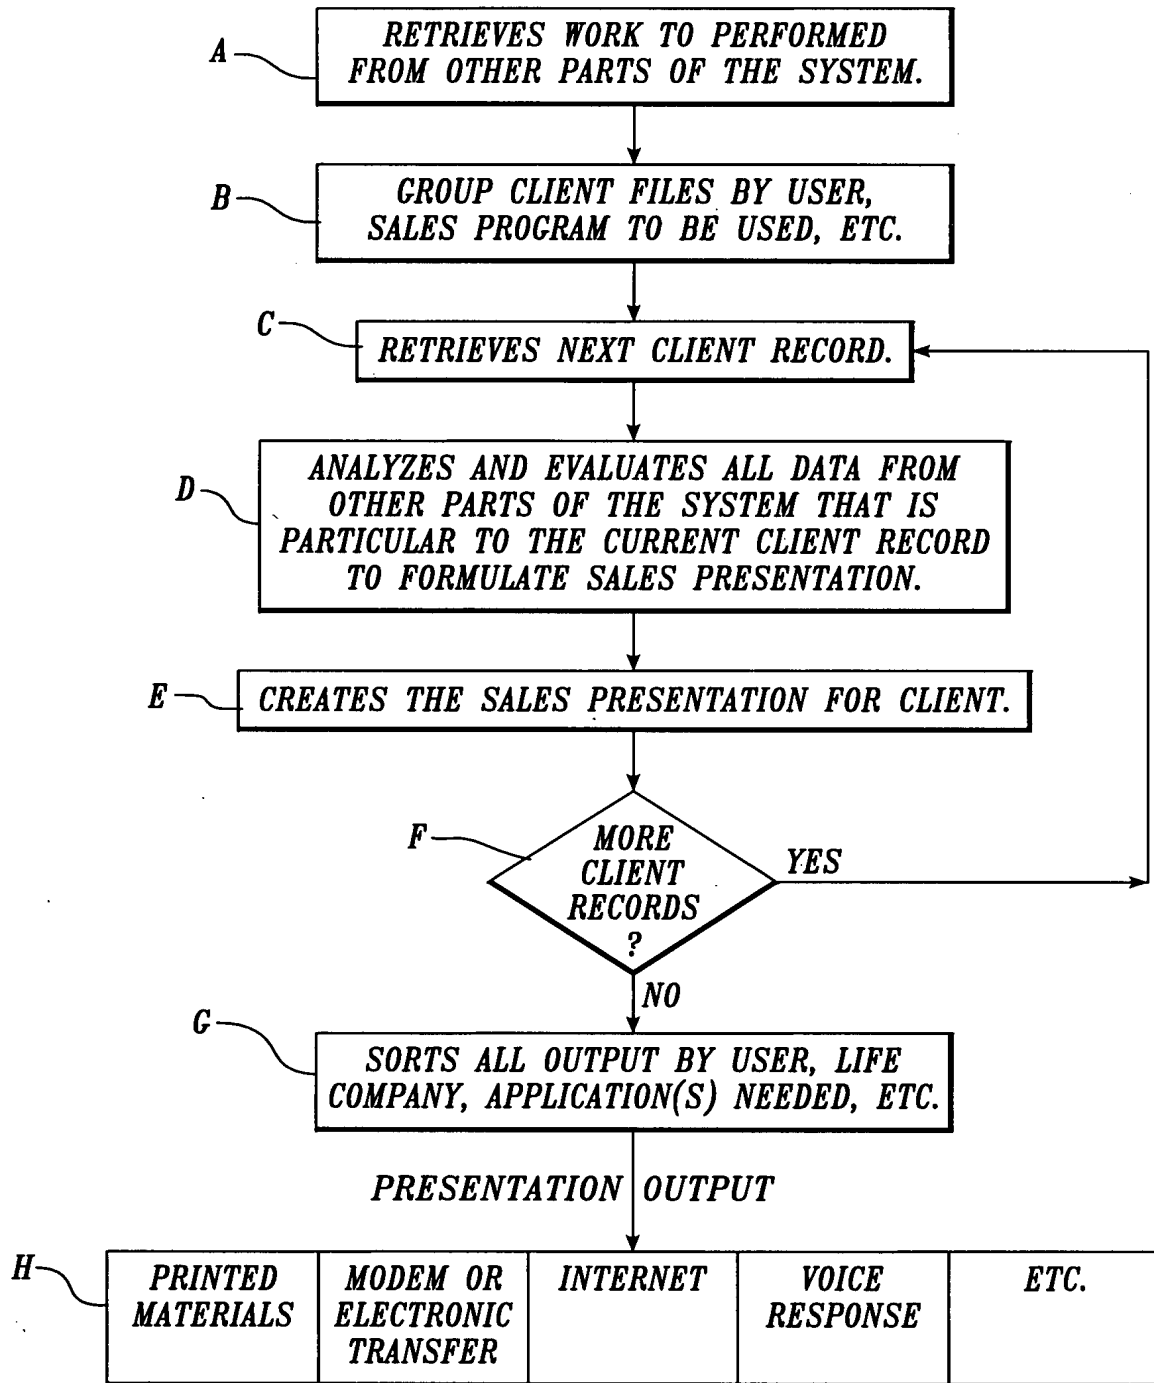 A
RETRIEVES WORK TO PERFORMED
FROM OTHER PARTS OF THE SYSTEM.
B
GROUP CLIENT FILES BY USER,
SALES PROGRAM TO BE USED, ETC.
C
RETRIEVES NEXT CLIENT RECORD.
D
ANALYZES AND EVALUATES ALL DATA FROM
OTHER PARTS OF THE SYSTEM THAT IS
PARTICULAR TO THE CURRENT CLIENT RECORD
TO FORMULATE SALES PRESENTATION.
E
CREATES THE SALES PRESENTATION FOR CLIENT.
F
MORE
CLIENT
RECORDS
?
YES
NO
G
SORTS ALL OUTPUT BY USER, LIFE
COMPANY, APPLICATION(S) NEEDED, ETC.
PRESENTATION OUTPUT
H
PRINTED
MATERIALS
MODEM OR
ELECTRONIC
TRANSFER
INTERNET
VOICE
RESPONSE
ETC.